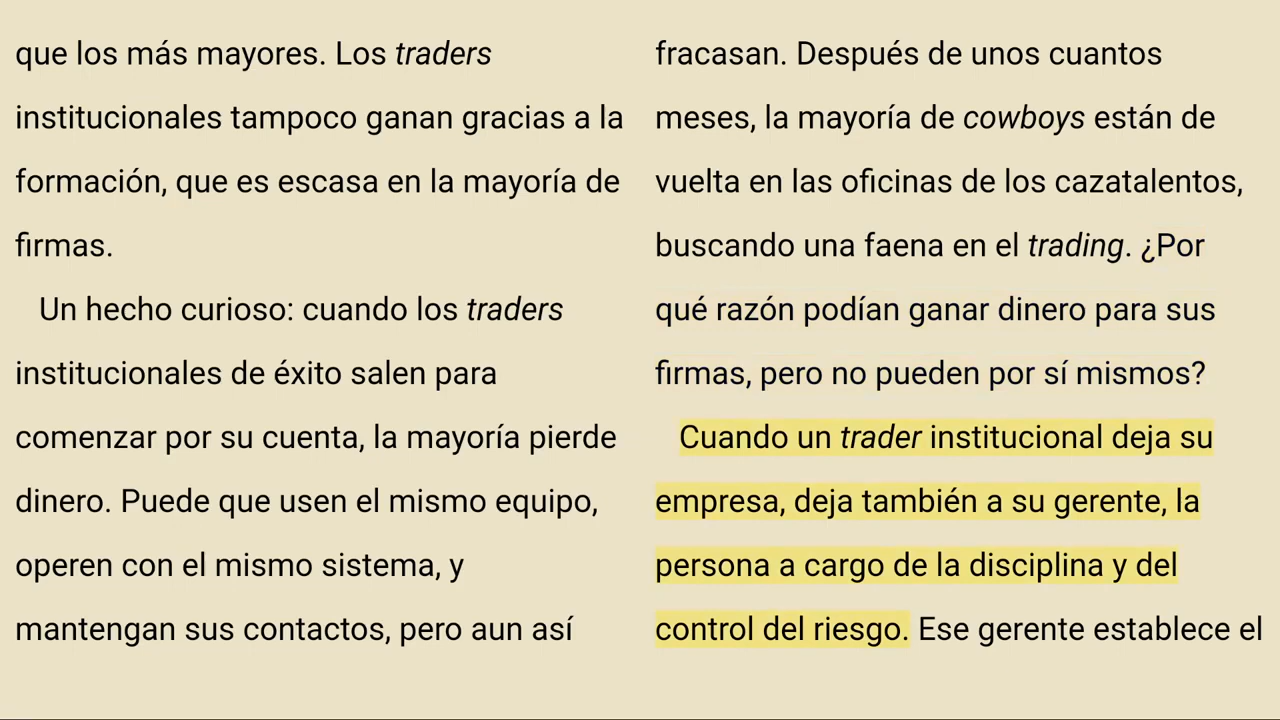 que los más mayores. Los traders
institucionales tampoco ganan gracias a la
formación, que es escasa en la mayoría de
firmas.
Un hecho curioso: cuando los traders
institucionales de éxito salen para
comenzar por su cuenta, la mayoría pierde
dinero. Puede que usen el mismo equipo,
operen con el mismo sistema, y
mantengan sus contactos, pero aun así
fracasan. Después de unos cuantos
meses, la mayoría de cowboys están de
vuelta en las oficinas de los cazatalentos,
buscando una faena en el trading. ¿Por
qué razón podían ganar dinero para sus
firmas, pero no pueden por sí mismos?
Cuando un trader institucional deja su
empresa, deja también a su gerente, la
persona a cargo de la disciplina y del
control del riesgo. Ese gerente establece el